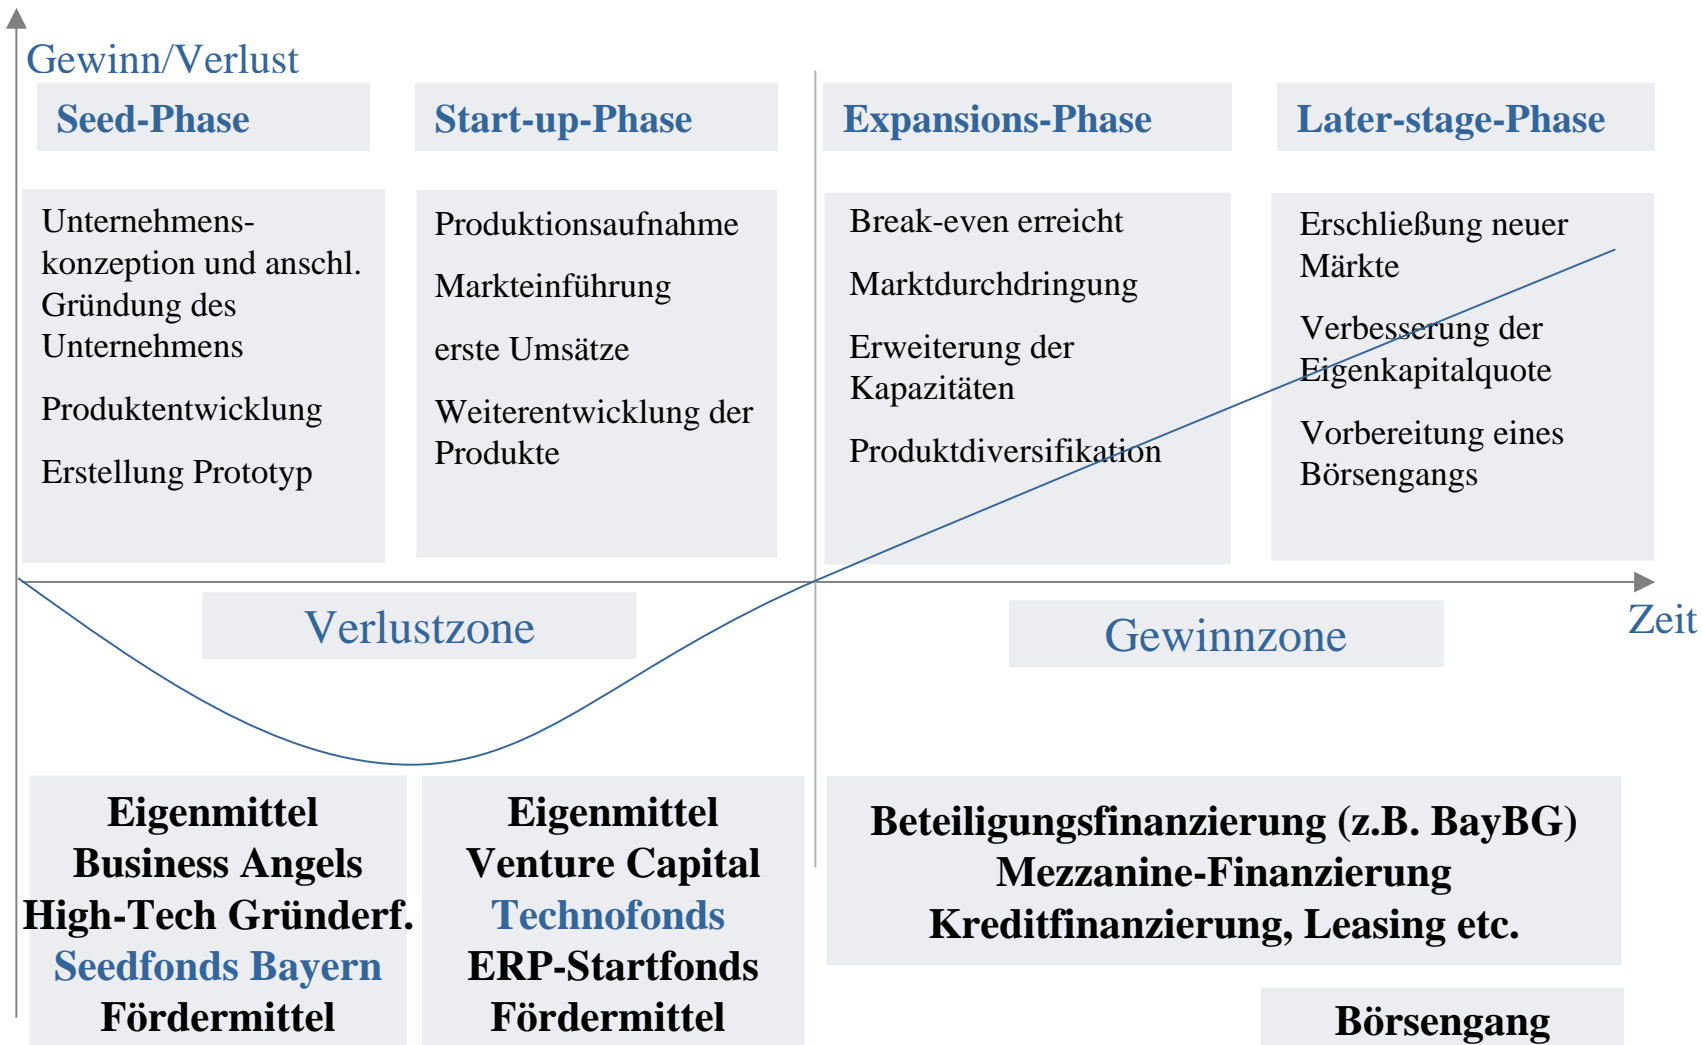 Gewinn/Verlust
Seed-Phase
Start-up-Phase
Expansions-Phase
Later-stage-Phase
Unternehmens-
konzeption und anschl.
Gründung des
Unternehmens
Produktentwicklung
Erstellung Prototyp
Produktionsaufnahme
Markteinführung
erste Umsätze
Weiterentwicklung der
Produkte
Break-even erreicht
Marktdurchdringung
Erweiterung der
Kapazitäten
Produktdiversifikation
Erschließung neuer
Märkte
Verbesserung der
Eigenkapitalquote
Vorbereitung eines
Börsengangs
Verlustzone
Gewinnzone
Zeit
Eigenmittel
Business Angels
High-Tech Gründerf.
Seedfonds Bayern
Fördermittel
Eigenmittel
Venture Capital
Technofonds
ERP-Startfonds
Fördermittel
Beteiligungsfinanzierung (z.B. BayBG)
Mezzanine-Finanzierung
Kreditfinanzierung, Leasing etc.
Börsengang